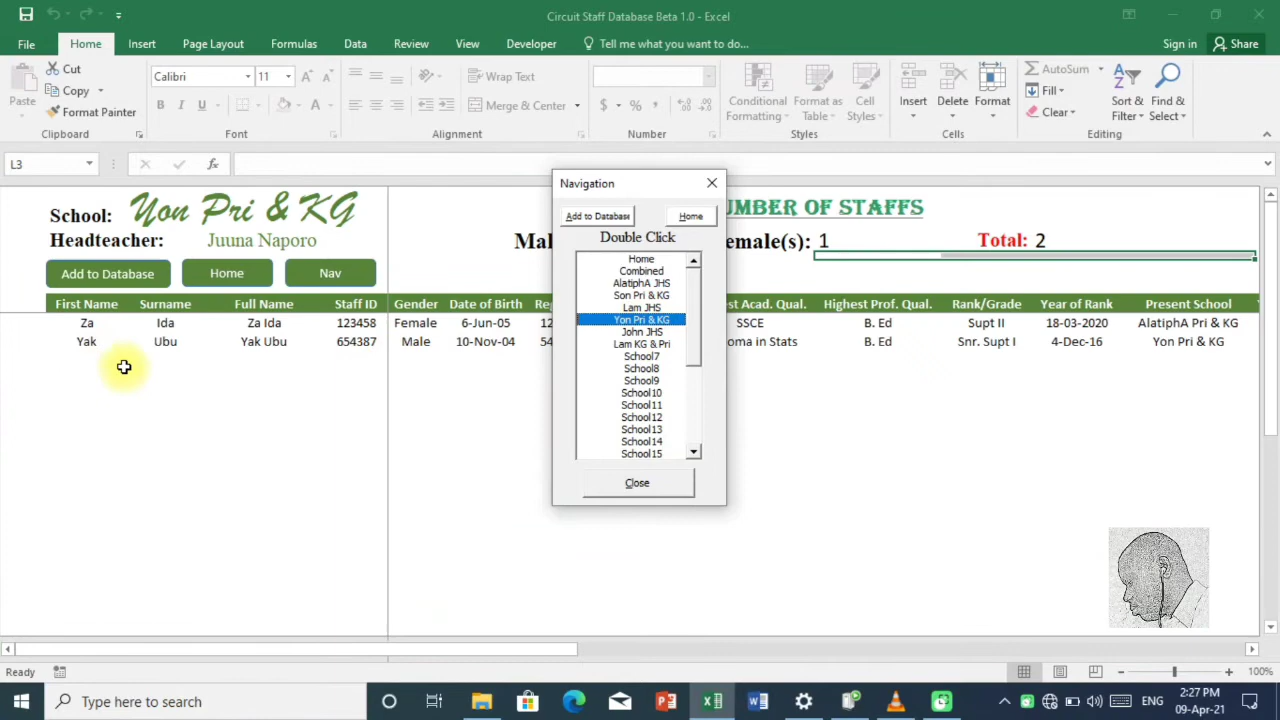 Circuit Staff Database Beta 1.0 - Excel
File Home Insert Page Layout Formulas Data Review View Developer Tell me what you want to do... Sign in Share
Paste Cut Copy Format Painter Clipboard
Calibri 11 B I U Font
Wrap Text Merge & Center Alignment
$ % Number
Conditional Formatting Format as Table Cell Styles Styles
Insert Delete Format Cells
AutoSum Fill Clear Sort & Filter Find & Select Editing
L3 fx
School: Yon Pri & KG
Headteacher: Juuna Naporo
Add to Database Home Nav
UMBER OF STAFFS
Mal emale(s): 1 Total: 2
First Name Surname Full Name Staff ID Gender Date of Birth Reg st Acad. Qual. Highest Prof. Qual. Rank/Grade Year of Rank Present School
Za Ida Za Ida 123458 Female 6-Jun-05 12 SSCE B. Ed Supt II 18-03-2020 AlatiphA Pri & KG
Yak Ubu Yak Ubu 654387 Male 10-Nov-04 54 oma in Stats B. Ed Snr. Supt I 4-Dec-16 Yon Pri & KG
Navigation
Add to Database Home
Double Click
Home
Combined
AlatiphA JHS
Son Pri & KG
Lam JHS
Yon Pri & KG
John JHS
Lam KG & Pri
School7
School8
School9
School10
School11
School12
School13
School14
School15
Close
Ready 100%
Type here to search ENG 2:27 PM
09-Apr-21